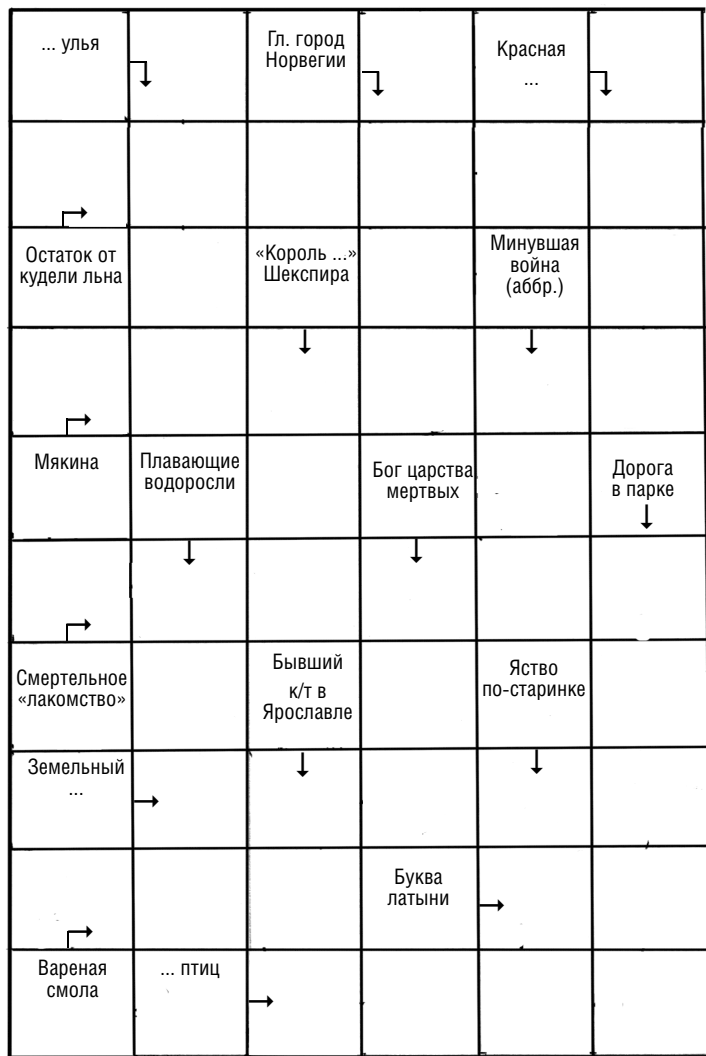 ... улья
Гл. город
Норвегии
Красная
...
Остаток от
кудели льна
«Король ...»
Шекспира
Минувшая
война
(аббр.)
Мякина
Плавающие
водоросли
Бог царства
мертвых
Дорога
в парке
Смертельное
«лакомство»
Бывший
к/т в
Ярославле
Яство
по-старинке
Земельный
...
Буква
латыни
Вареная
смола
... птиц